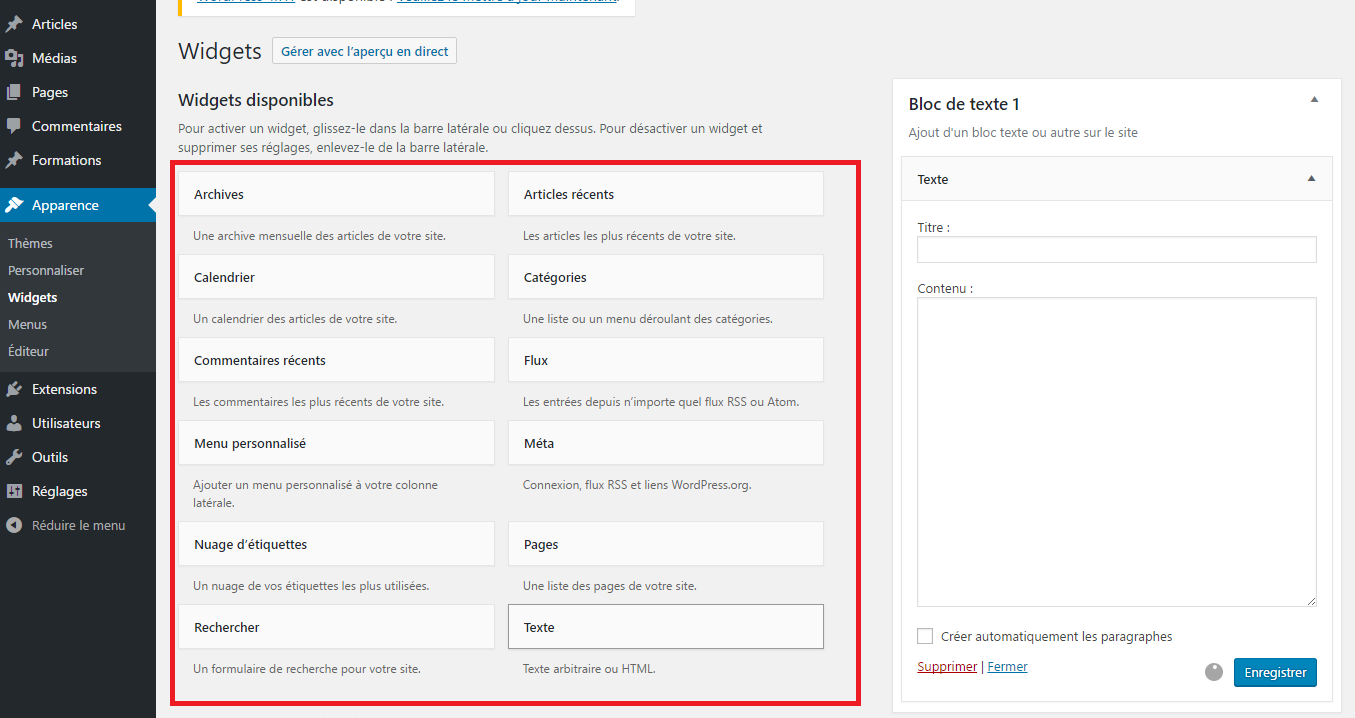 Articles
Médias
Pages
Commentaires
Formations
Apparence
Thèmes
Personnaliser
Widgets
Menus
Éditeur
Extensions
Utilisateurs
Outils
Réglages
Réduire le menu
est disponible !
Widgets
Gérer avec l’aperçu en direct
Widgets disponibles
Pour activer un widget, glissez-le dans la barre latérale ou cliquez dessus. Pour désactiver un widget et
supprimer ses réglages, enlevez-le de la barre latérale.
Archives
Une archive mensuelle des articles de votre site.
Articles récents
Les articles les plus récents de votre site.
Calendrier
Un calendrier des articles de votre site.
Catégories
Une liste ou un menu déroulant des catégories.
Commentaires récents
Les commentaires les plus récents de votre site.
Flux
Les entrées depuis n’importe quel flux RSS ou Atom.
Menu personnalisé
Ajouter un menu personnalisé à votre colonne
latérale.
Méta
Connexion, flux RSS et liens WordPress.org.
Nuage d’étiquettes
Un nuage de vos étiquettes les plus utilisées.
Pages
Une liste des pages de votre site.
Rechercher
Un formulaire de recherche pour votre site.
Texte
Texte arbitraire ou HTML.
Bloc de texte 1
Ajout d'un bloc texte ou autre sur le site
Texte
Titre :
Contenu :
Créer automatiquement les paragraphes
Supprimer | Fermer
Enregistrer